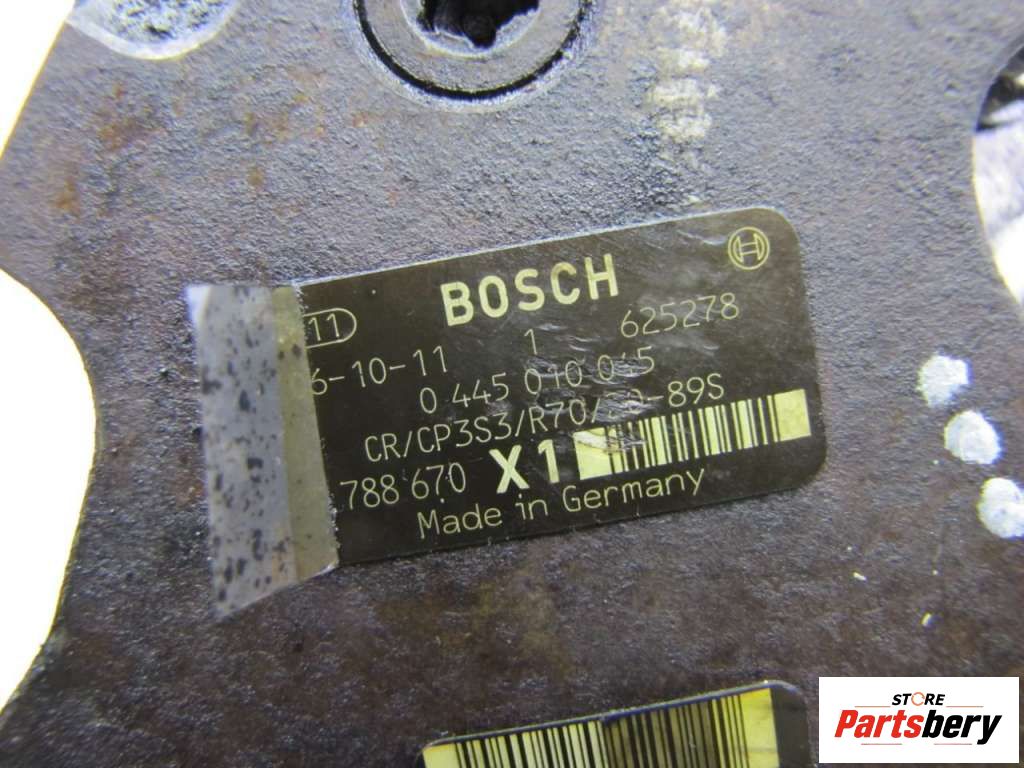 BOSCH
11
6-10-11 1 625278
0 445 010 045
CR/CP3S3/R70/ -89S
788 670 X1
Made in Germany
STORE
Partsbery